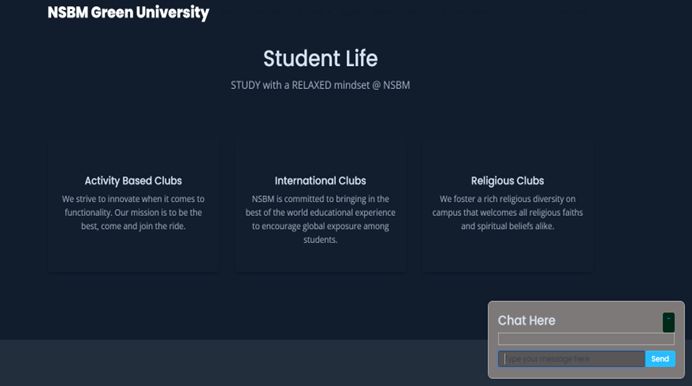 NSBM Green University
Student Life
STUDY with a RELAXED mindset @ NSBM
Activity Based Clubs
We strive to innovate when it comes to
functionality. Our mission is to be the
best, come and join the ride.
International Clubs
NSBM is committed to bringing in the
best of the world educational experience
to encourage global exposure among
students.
Religious Clubs
We foster a rich religious diversity on
campus that welcomes all religious faiths
and spiritual beliefs alike.
Chat Here
-
Type your message here
Send